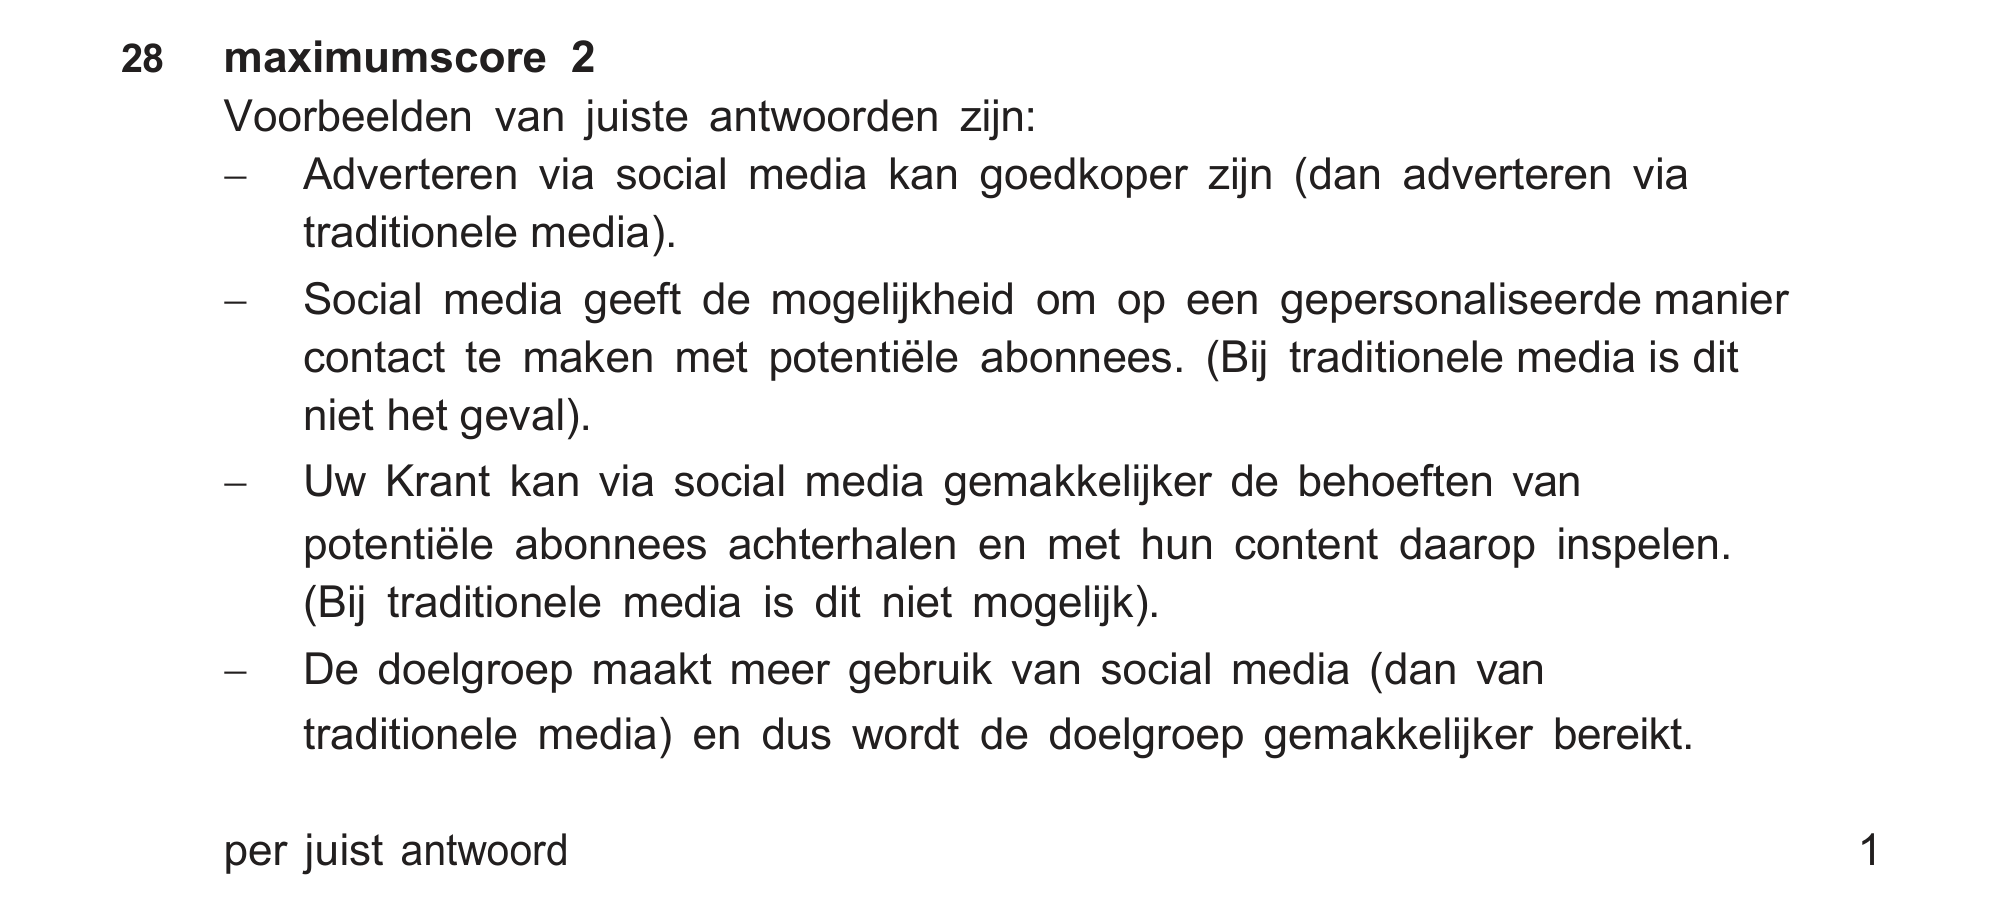 28 maximumscore 2
Voorbeelden van juiste antwoorden zijn:
– Adverteren via social media kan goedkoper zijn (dan adverteren via
traditionele media).
– Social media geeft de mogelijkheid om op een gepersonaliseerde manier
contact te maken met potentiële abonnees. (Bij traditionele media is dit
niet het geval).
– Uw Krant kan via social media gemakkelijker de behoeften van
potentiële abonnees achterhalen en met hun content daarop inspelen.
(Bij traditionele media is dit niet mogelijk).
– De doelgroep maakt meer gebruik van social media (dan van
traditionele media) en dus wordt de doelgroep gemakkelijker bereikt.
per juist antwoord 1